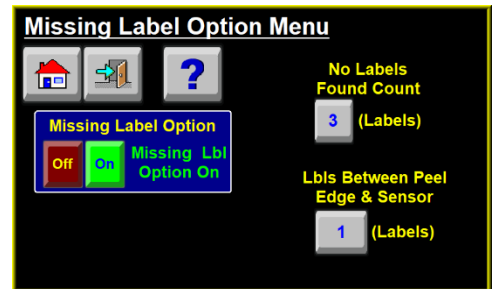 Missing Label Option Menu
?
No Labels
Found Count
3 (Labels)
Missing Label Option
Off On Missing Lbl
Option On
Lbls Between Peel
Edge & Sensor
1 (Labels)